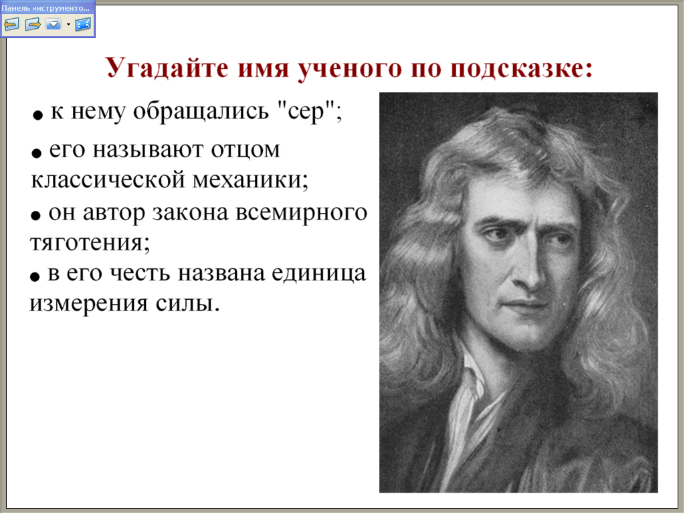 Панель инструменто...
Угадайте имя ученого по подсказке:
• к нему обращались "сер";
• его называют отцом
классической механики;
• он автор закона всемирного
тяготения;
• в его честь названа единица
измерения силы.